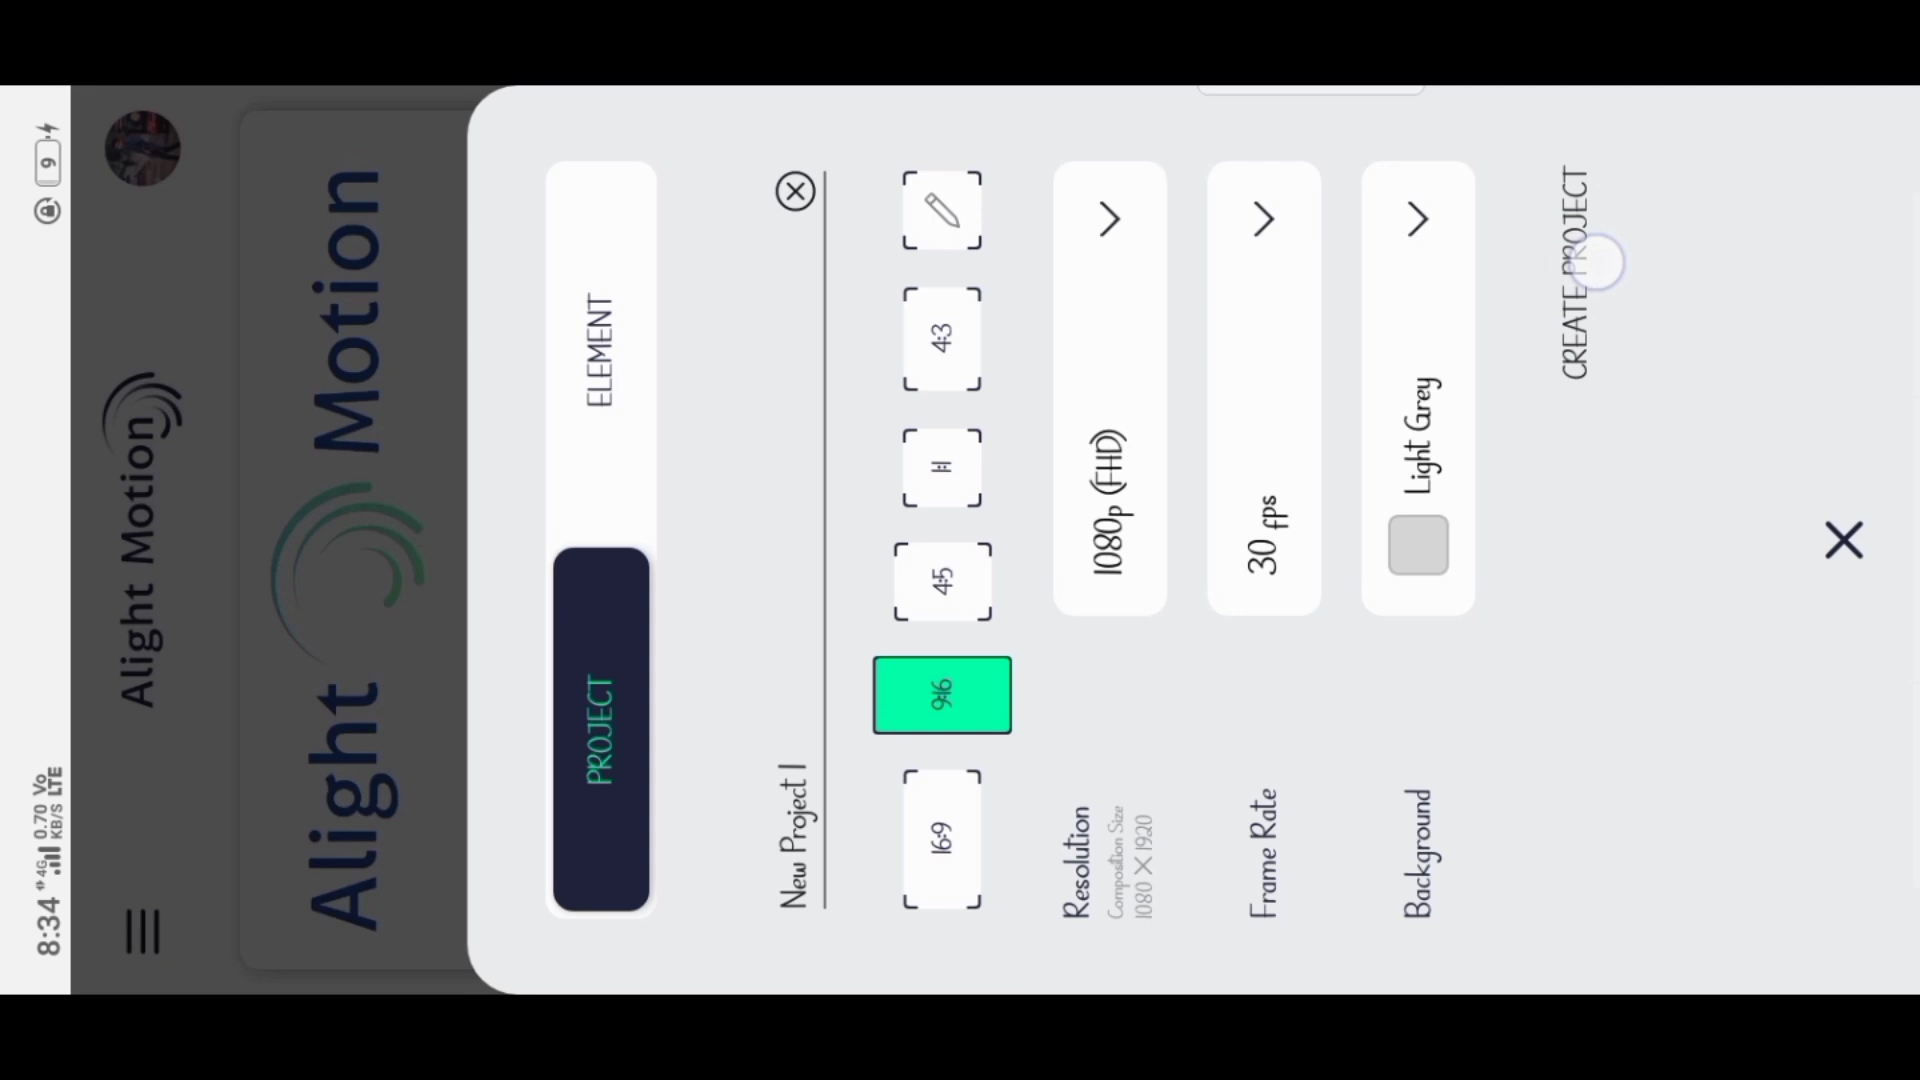 8:34 4G 0.70 KB/S Vo LTE 9
Alight Motion
Alight Motion
PROJECT ELEMENT
New Project 1
16:9 9:16 4:5 1:1 4:3
Resolution 1080p (FHD)
Composition Size
1080 X 1920
Frame Rate 30 fps
Background Light Grey
CREATE PROJECT